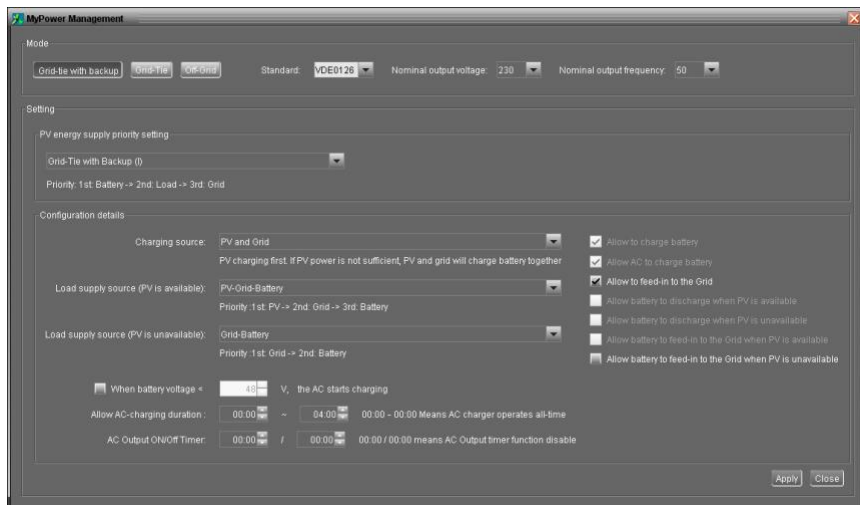 MyPower Management
Mode
Grid-tie with backup Grid-Tie Off-Grid Standard: VDE0126 Nominal output voltage: 230 Nominal output frequency: 50
Setting
PV energy supply priority setting
Grid-Tie with Backup (I)
Priority: 1st: Battery -> 2nd: Load -> 3rd: Grid
Configuration details
Charging source: PV and Grid
PV charging first. If PV power is not sufficient, PV and grid will charge battery together
Load supply source (PV is available): PV-Grid-Battery
Priority :1st: PV -> 2nd: Grid -> 3rd: Battery
Load supply source (PV is unavailable): Grid-Battery
Priority :1st: Grid -> 2nd: Battery
Allow to charge battery
Allow AC to charge battery
Allow to feed-in to the Grid
Allow battery to discharge when PV is available
Allow battery to discharge when PV is unavailable
Allow battery to feed-in to the Grid when PV is available
Allow battery to feed-in to the Grid when PV is unavailable
When battery voltage < 48 V, the AC starts charging
Allow AC-charging duration : 00:00 ~ 04:00 00:00 - 00:00 Means AC charger operates all-time
AC Output ON/Off Timer: 00:00 / 00:00 00:00 / 00:00 means AC Output timer function disable
Apply Close